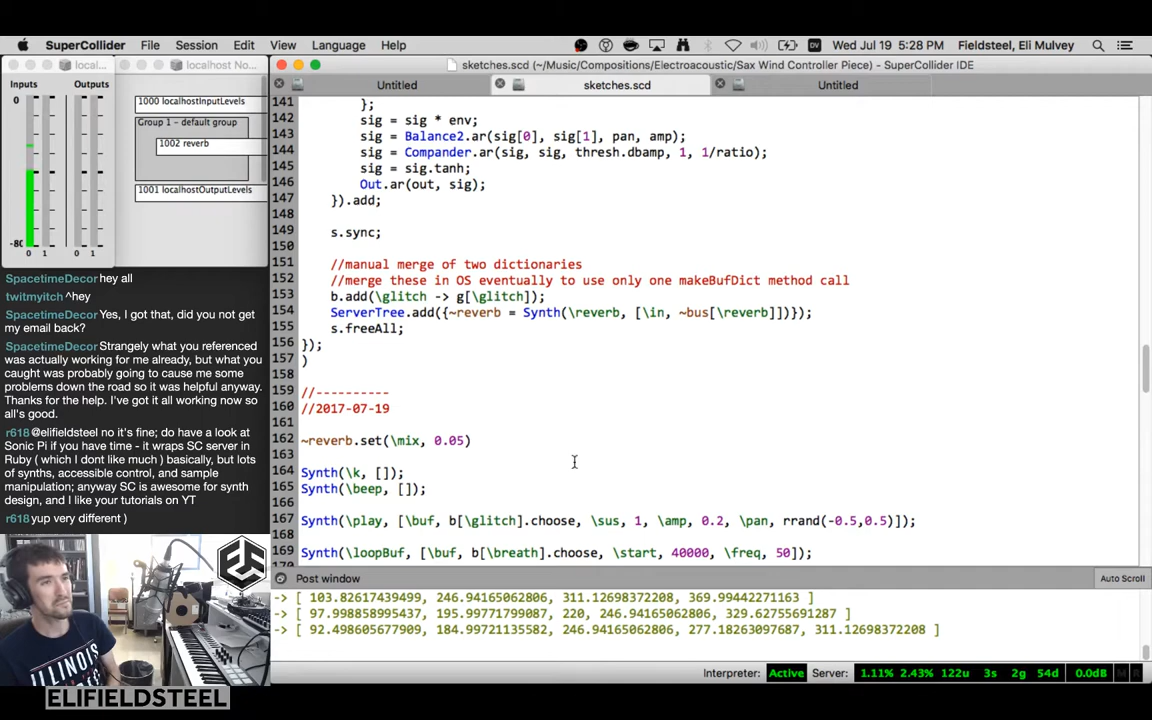 SuperCollider File Session Edit View Language Help Wed Jul 19 5:28 PM Fieldsteel, Eli Mulvey
local... localhost No...
sketches.scd (~/Music/Compositions/Electroacoustic/Sax Wind Controller Piece) - SuperCollider IDE
Untitled sketches.scd Untitled
Inputs Outputs
0
-80
0 1 0 1
1000 localhostInputLevels
Group 1 - default group
1002 reverb
1001 localhostOutputLevels
141 };
142 sig = sig * env;
143 sig = Balance2.ar(sig[0], sig[1], pan, amp);
144 sig = Compander.ar(sig, sig, thresh.dbamp, 1, 1/ratio);
145 sig = sig.tanh;
146 Out.ar(out, sig);
147 }).add;
148
149 s.sync;
150
151 //manual merge of two dictionaries
152 //merge these in OS eventually to use only one makeBufDict method call
153 b.add(\glitch -> g[\glitch]);
154 ServerTree.add({~reverb = Synth(\reverb, [\in, ~bus[\reverb]])});
155 s.freeAll;
156 });
157 )
158
159 //----------
160 //2017-07-19
161
162 ~reverb.set(\mix, 0.05)
163
164 Synth(\k, []);
165 Synth(\beep, []);
166
167 Synth(\play, [\buf, b[\glitch].choose, \sus, 1, \amp, 0.2, \pan, rrand(-0.5,0.5)]);
168
169 Synth(\loopBuf, [\buf, b[\breath].choose, \start, 40000, \freq, 50]);
SpacetimeDecor hey all
twitmyitch ^hey
SpacetimeDecor Yes, I got that, did you not get
my email back?
SpacetimeDecor Strangely what you referenced
was actually working for me already, but what you
caught was probably going to cause me some
problems down the road so it was helpful anyway.
Thanks for the help. I've got it all working now so
all's good.
r618 @elifieldsteel no it's fine; do have a look at
Sonic Pi if you have time - it wraps SC server in
Ruby ( which I dont like much ) basically, but lots
of synths, accessible control, and sample
manipulation; anyway SC is awesome for synth
design, and I like your tutorials on YT
r618 yup very different )
EJS
ILLINOIS
ELIFIELDSTEEL
Post window Auto Scroll
-> [ 103.82617439499, 246.94165062806, 311.12698372208, 369.99442271163 ]
-> [ 97.998858995437, 195.99771799087, 220, 246.94165062806, 329.62755691287 ]
-> [ 92.498605677909, 184.99721135582, 246.94165062806, 277.18263097687, 311.12698372208 ]
Interpreter: Active Server: 1.11% 2.43% 122u 3s 2g 54d 0.0dB M R